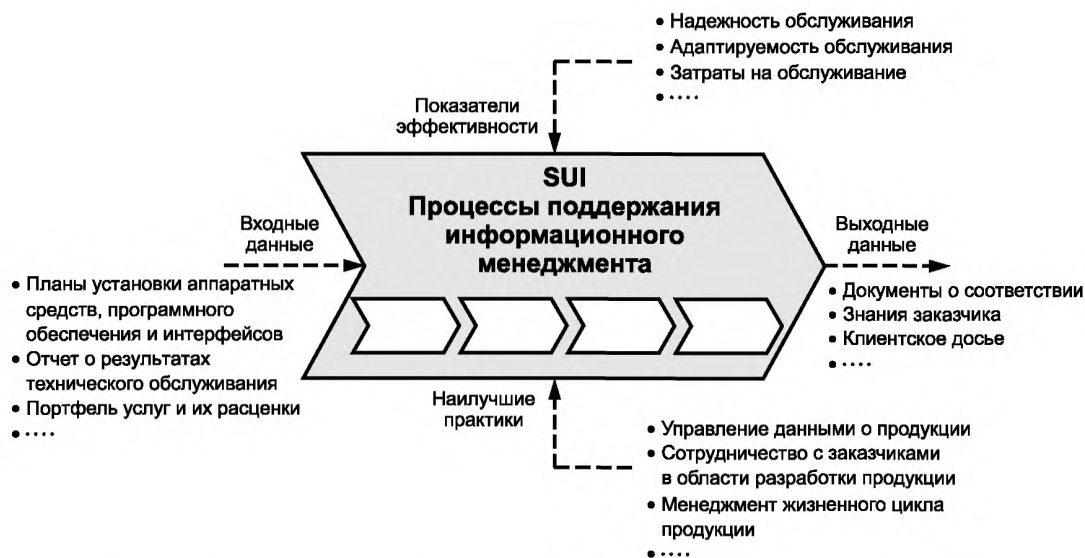 • Надежность обслуживания
• Адаптируемость обслуживания
• Затраты на обслуживание
• ····
Показатели
эффективности
SUI
Процессы поддержания
информационного
менеджмента
Входные
данные
• Планы установки аппаратных
средств, программного
обеспечения и интерфейсов
• Отчет о результатах
технического обслуживания
• Портфель услуг и их расценки
• ····
Выходные
данные
• Документы о соответствии
• Знания заказчика
• Клиентское досье
• ····
Наилучшие
практики
• Управление данными о продукции
• Сотрудничество с заказчиками
в области разработки продукции
• Менеджмент жизненного цикла
продукции
• ····